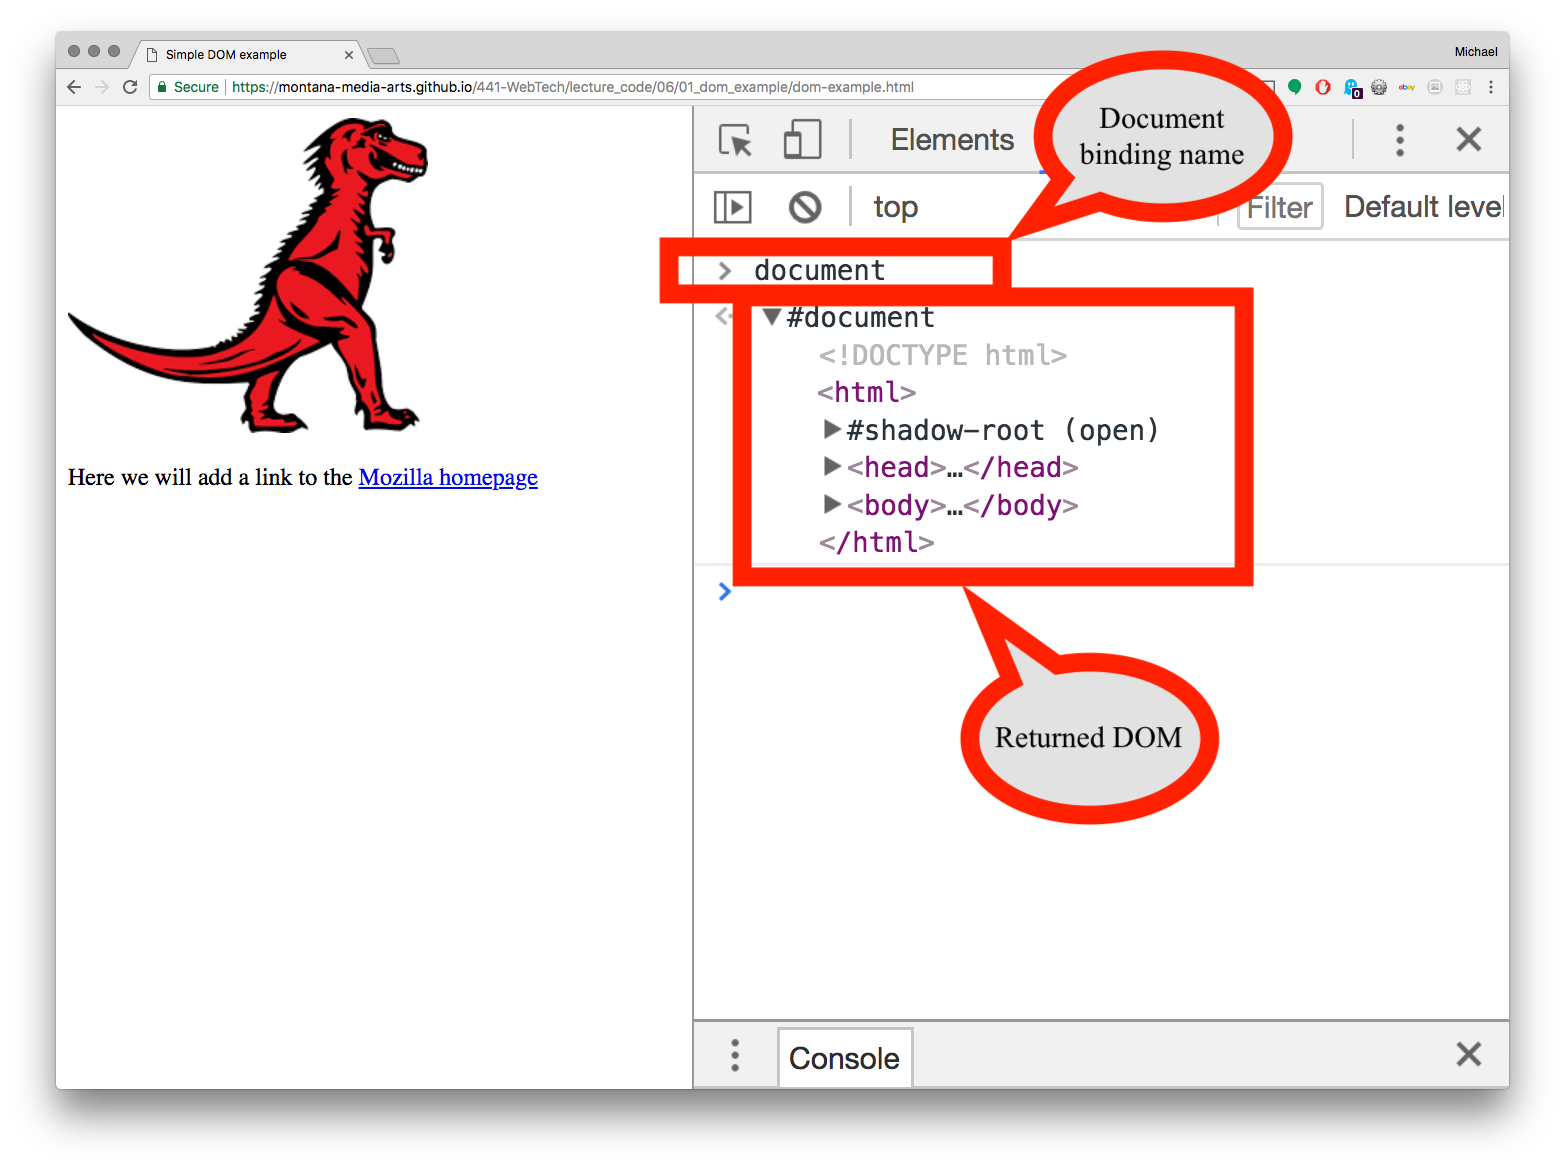 Simple DOM example
Michael
Secure
https://montana-media-arts.github.io/441-WebTech/lecture_code/06/01_dom_example/dom-example.html
0
ebay
Here we will add a link to the Mozilla homepage
Elements
Document
binding name
top
Filter
Default level
document
#document
<!DOCTYPE html>
<html>
#shadow-root (open)
<head>…</head>
<body>…</body>
</html>
Returned DOM
Console